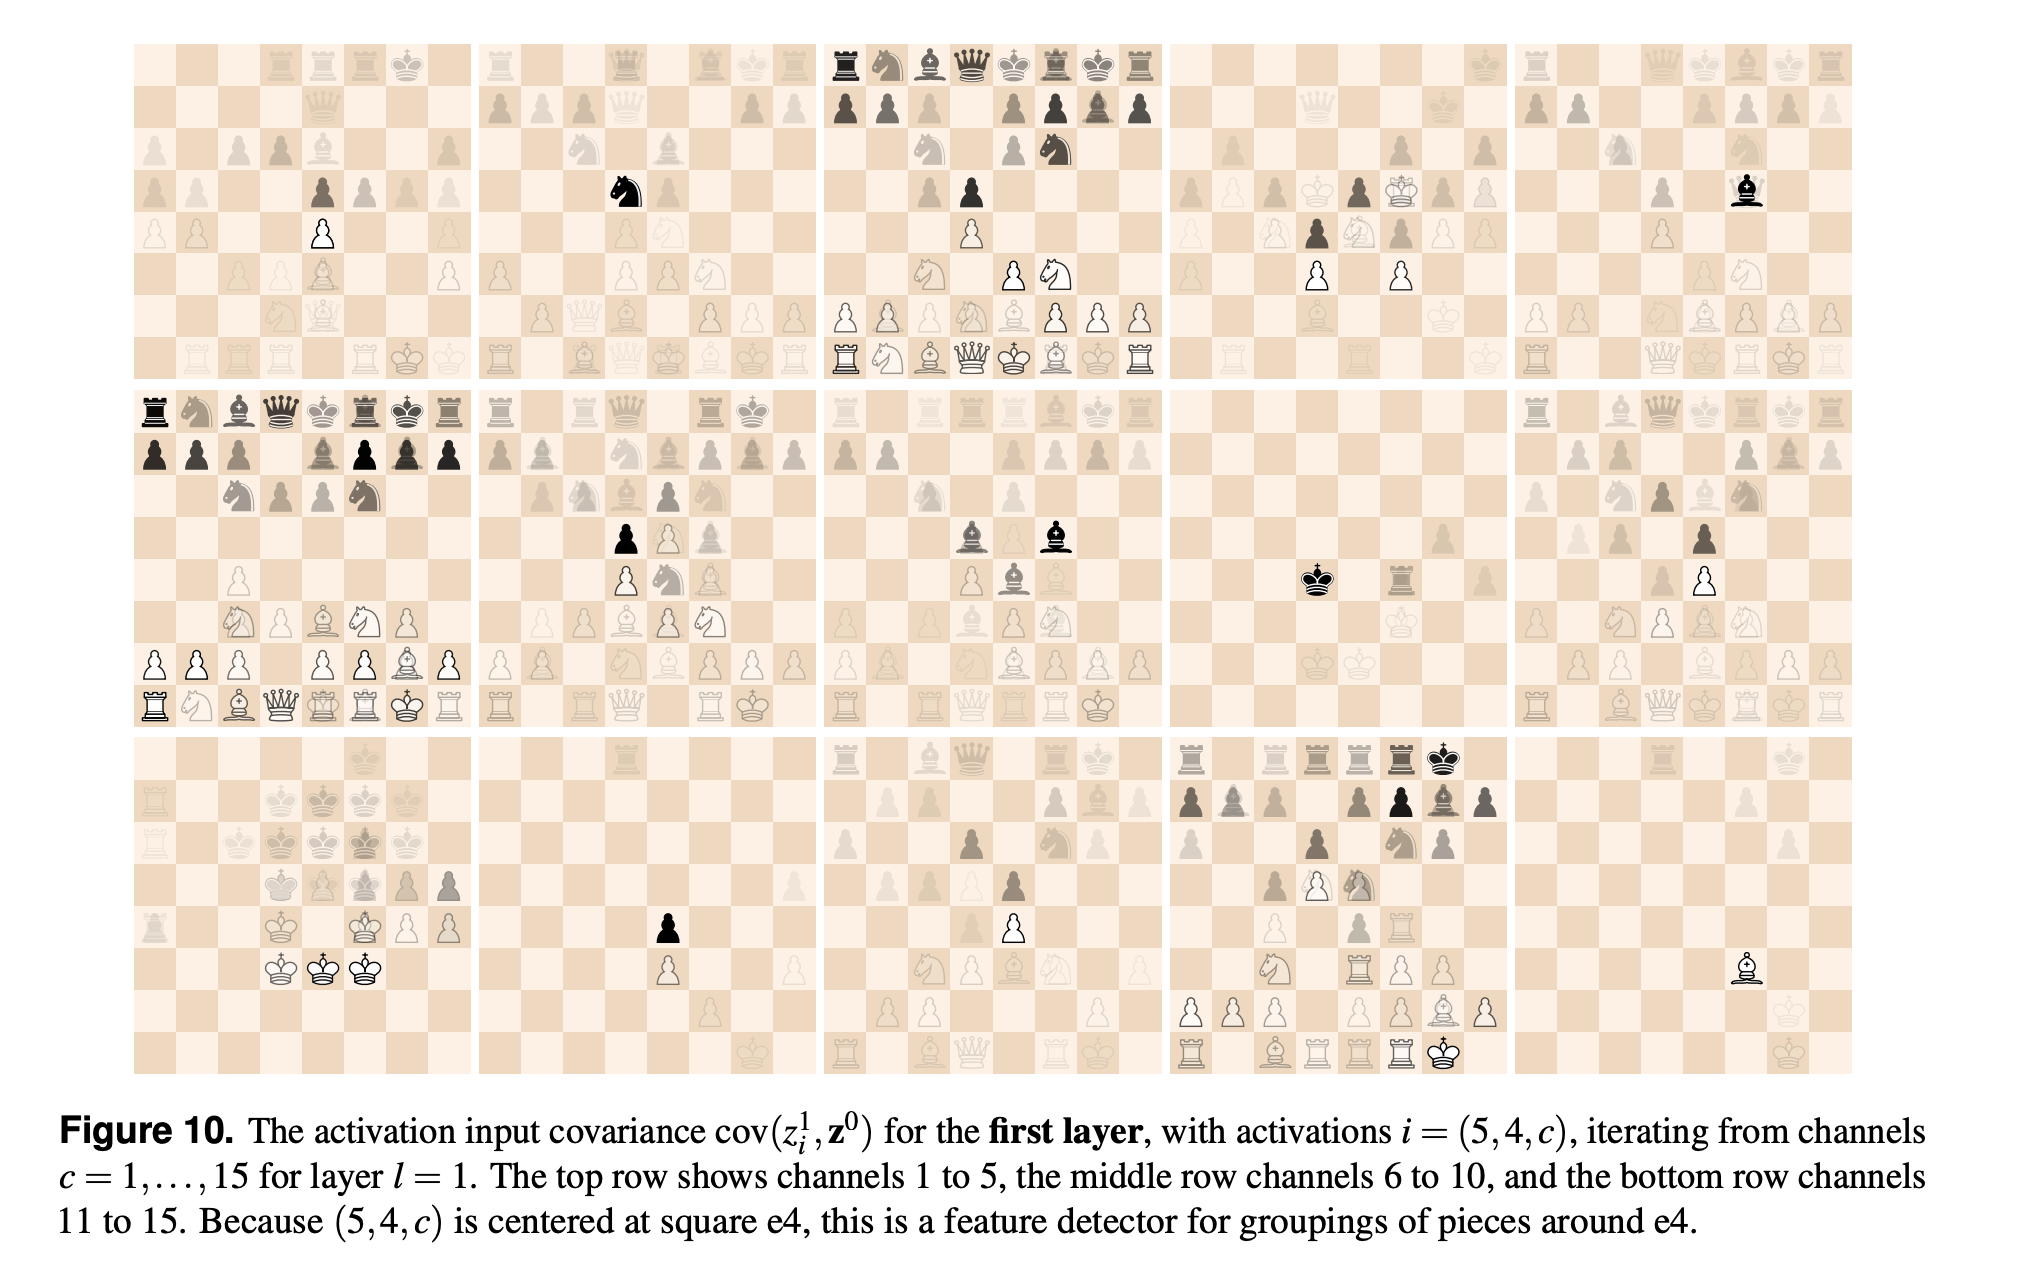 Figure 10. The activation input covariance cov(z_i^1, z^0) for the first layer, with activations i = (5,4,c), iterating from channels
c = 1,...,15 for layer l = 1. The top row shows channels 1 to 5, the middle row channels 6 to 10, and the bottom row channels
11 to 15. Because (5,4,c) is centered at square e4, this is a feature detector for groupings of pieces around e4.